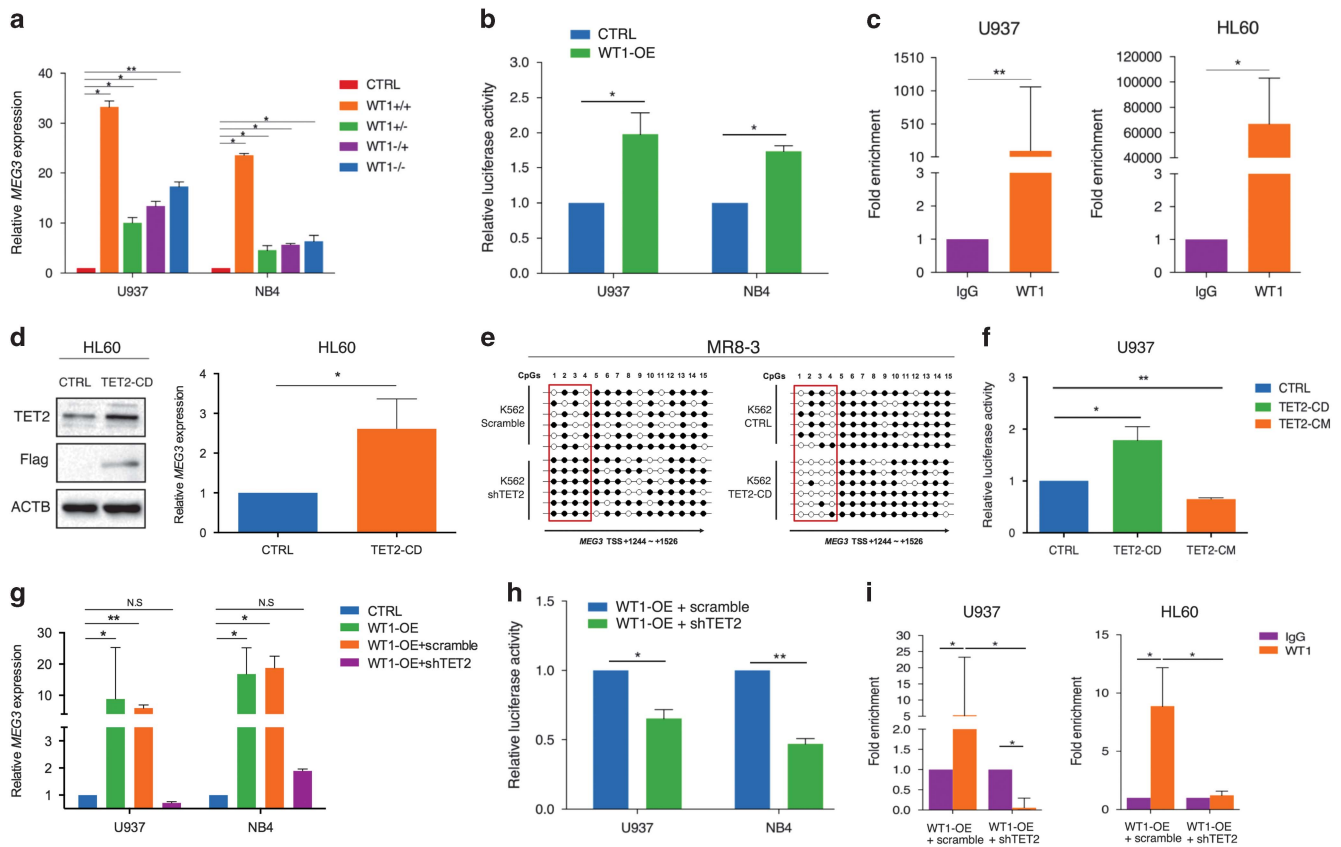 a
Relative MEG3 expression
40
30
20
10
0
** 
*
*
*
*
*
*
*
*
U937
NB4
CTRL
WT1+/+
WT1+/-
WT1-/+
WT1-/-
b
CTRL
WT1-OE
Relative luciferase activity
3.0
2.5
2.0
1.5
1.0
0.5
0.0
*
*
U937
NB4
c
U937
Fold enrichment
1510
1010
510
10
3
2
1
0
**
IgG
WT1
HL60
Fold enrichment
100000
80000
60000
40000
3
2
1
0
*
IgG
WT1
d
HL60
CTRL TET2-CD
TET2
Flag
ACTB
HL60
Relative MEG3 expression
4
3
2
1
0
*
CTRL
TET2-CD
e
MR8-3
CpGs 1 2 3 4 5 6 7 8 9 10 11 12 13 14 15
K562
Scramble
K562
shTET2
MEG3 TSS +1244 ~ +1526
CpGs 1 2 3 4 5 6 7 8 9 10 11 12 13 14 15
K562
CTRL
K562
TET2-CD
MEG3 TSS +1244 ~ +1526
f
U937
CTRL
TET2-CD
TET2-CM
Relative luciferase activity
3
2
1
0
**
*
CTRL
TET2-CD
TET2-CM
g
Relative MEG3 expression
30
20
10
4
3
2
1
N.S
**
*
N.S
*
*
U937
NB4
CTRL
WT1-OE
WT1-OE+scramble
WT1-OE+shTET2
h
WT1-OE + scramble
WT1-OE + shTET2
Relative luciferase activity
1.5
1.0
0.5
0.0
*
**
U937
NB4
i
U937
Fold enrichment
30
25
20
15
10
5
2.0
1.5
1.0
0.5
0.0
*
*
*
WT1-OE
+ scramble
WT1-OE
+ shTET2
HL60
Fold enrichment
15
10
5
0
*
*
WT1-OE
+ scramble
WT1-OE
+ shTET2
IgG
WT1